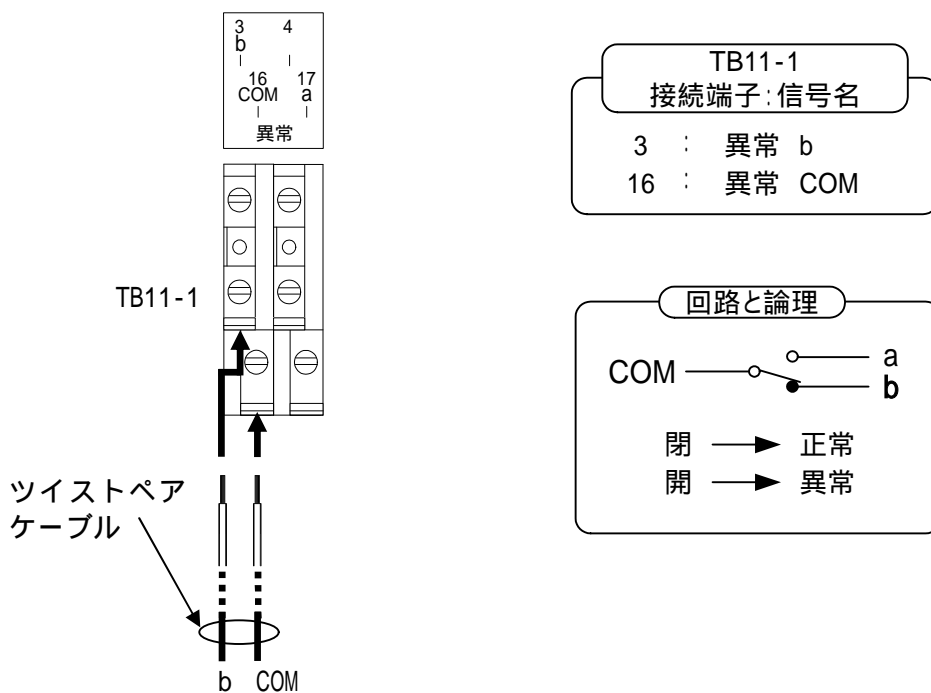 3 4
b
16 17
COM a
異常
TB11-1
ツイストペア
ケーブル
b COM
TB11-1
接続端子:信号名
3 : 異常 b
16 : 異常 COM
回路と論理
a
COM
b
閉 正常
開 異常